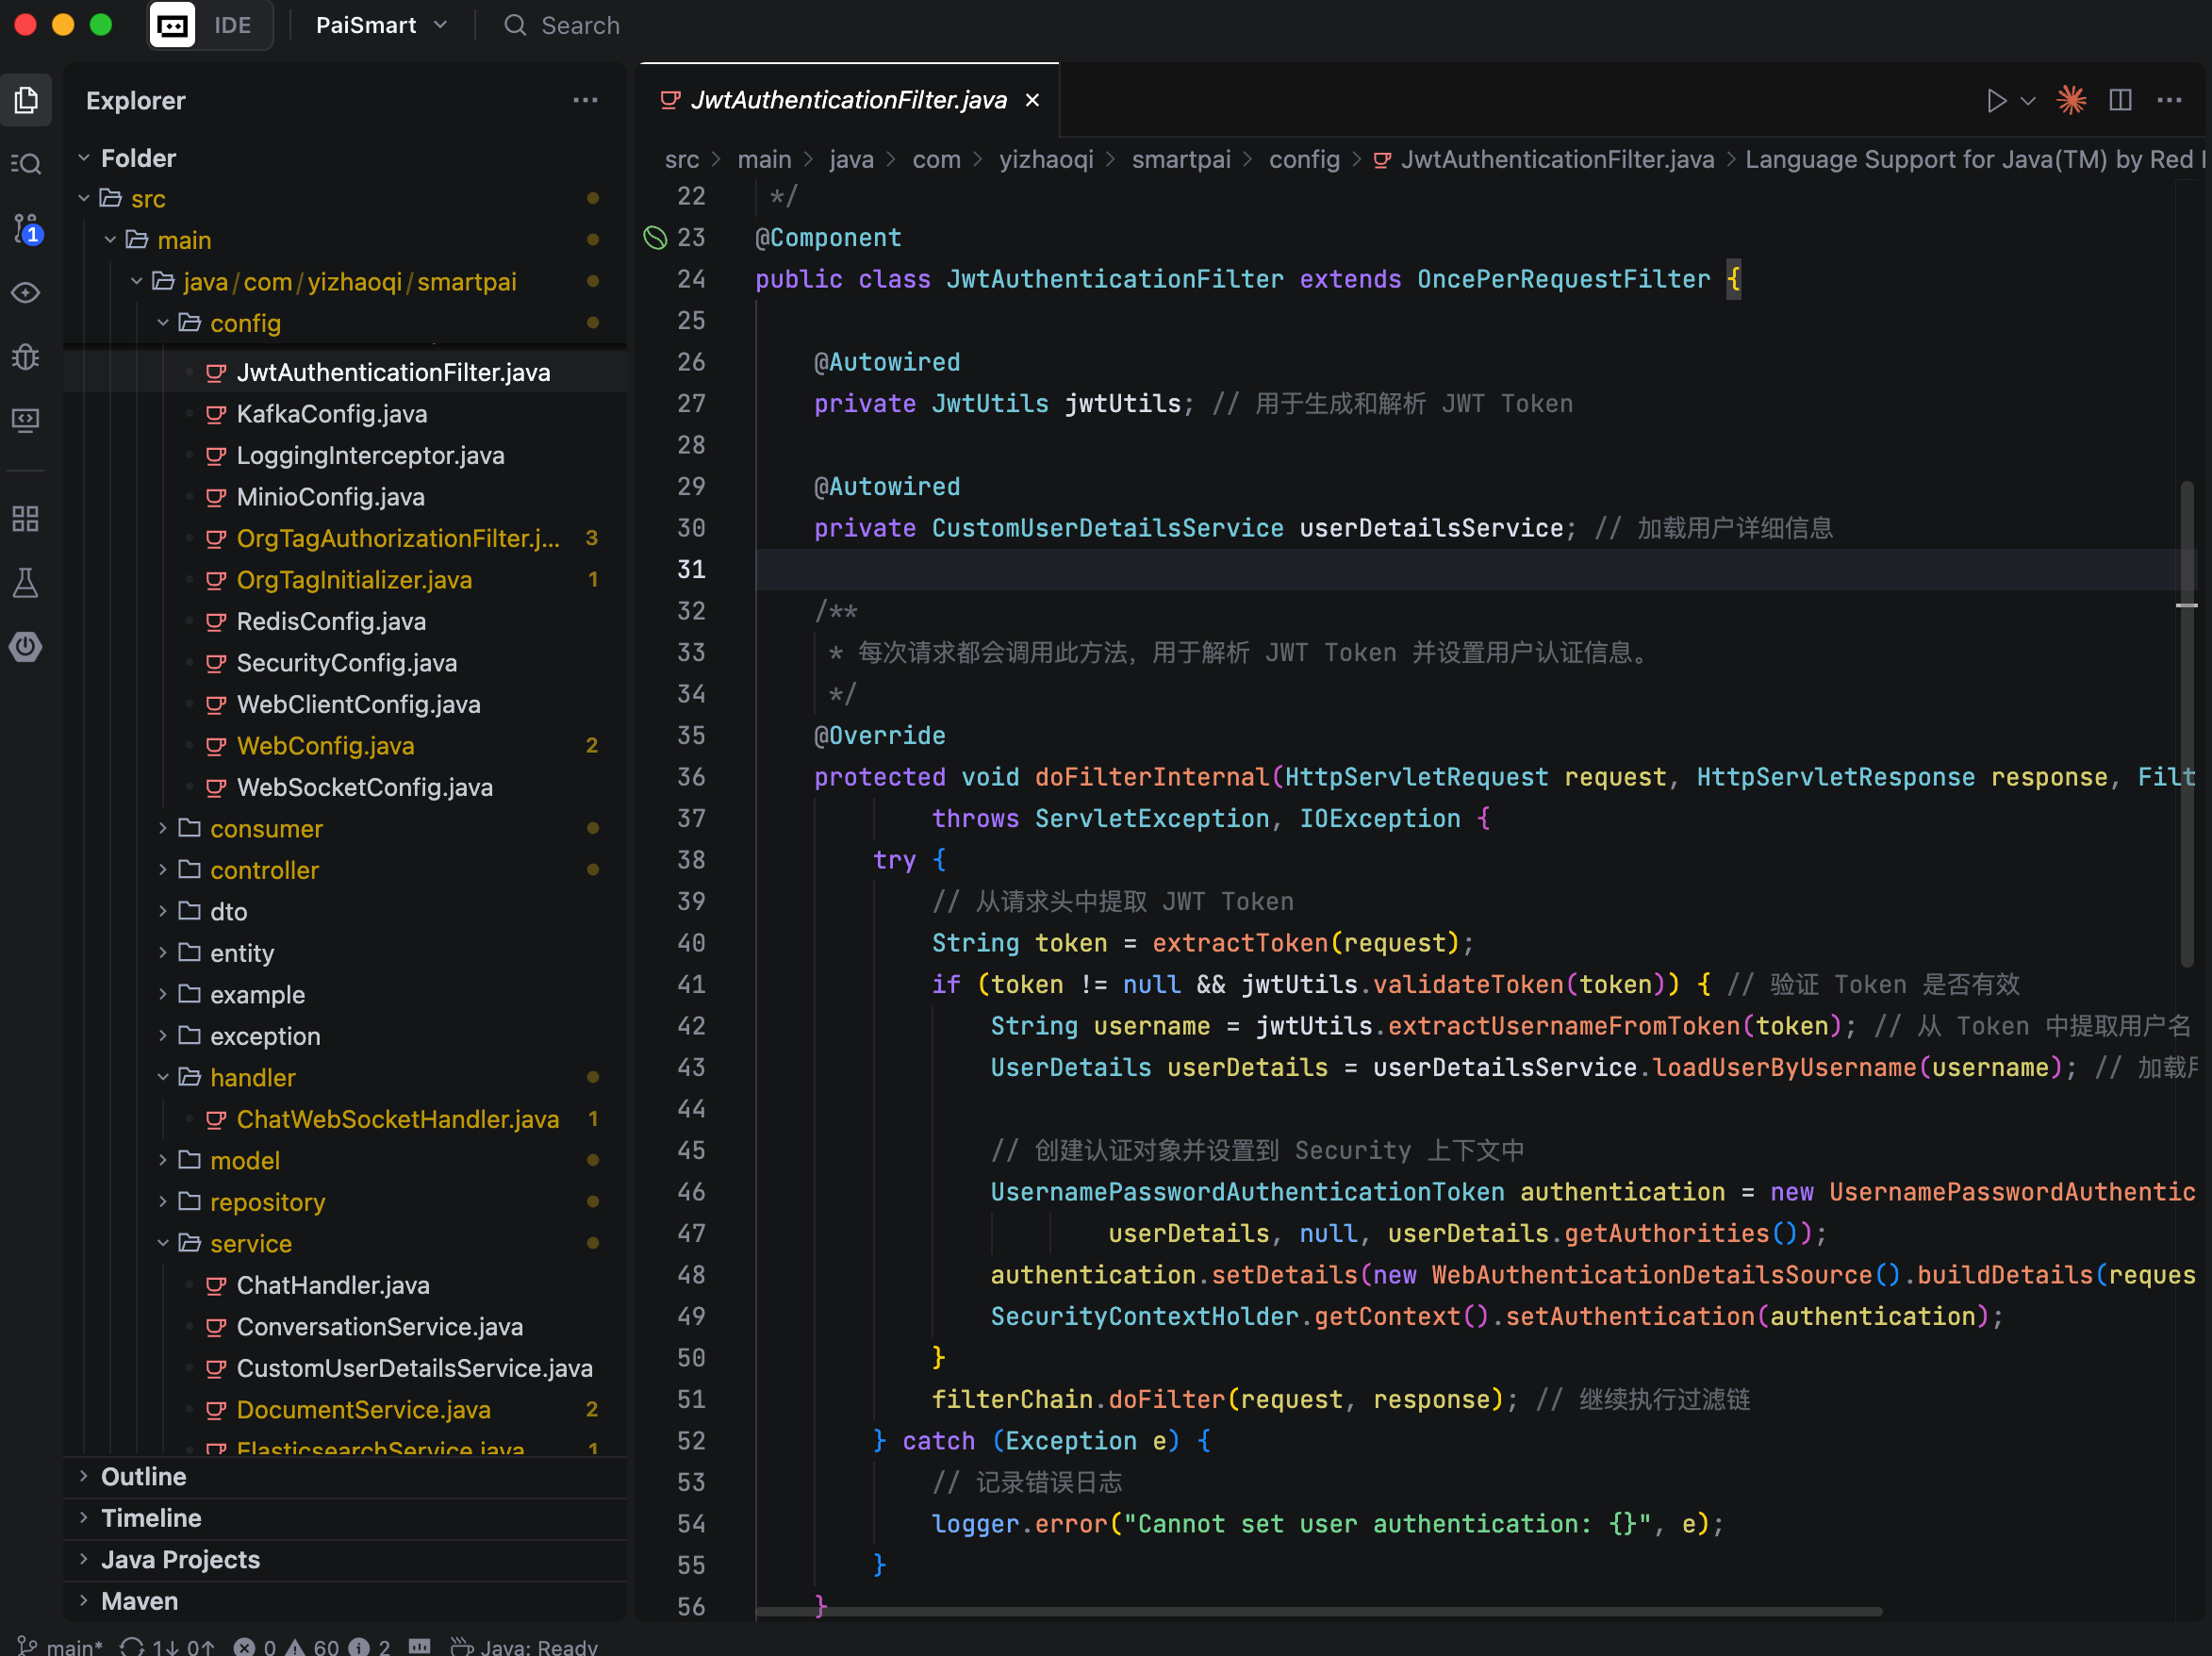 IDE
PaiSmart
Search
Explorer
Folder
src
main
java/com/yizhaoqi/smartpai
config
JwtAuthenticationFilter.java
KafkaConfig.java
LoggingInterceptor.java
MinioConfig.java
OrgTagAuthorizationFilter.j... 3
OrgTagInitializer.java 1
RedisConfig.java
SecurityConfig.java
WebClientConfig.java
WebConfig.java 2
WebSocketConfig.java
consumer
controller
dto
entity
example
exception
handler
ChatWebSocketHandler.java 1
model
repository
service
ChatHandler.java
ConversationService.java
CustomUserDetailsService.java
DocumentService.java 2
ElasticsearchService.java 1
Outline
Timeline
Java Projects
Maven
1
JwtAuthenticationFilter.java
src > main > java > com > yizhaoqi > smartpai > config > JwtAuthenticationFilter.java > Language Support for Java(TM) by Red
22 */
23 @Component
24 public class JwtAuthenticationFilter extends OncePerRequestFilter {
25
26 @Autowired
27 private JwtUtils jwtUtils; // 用于生成和解析 JWT Token
28
29 @Autowired
30 private CustomUserDetailsService userDetailsService; // 加载用户详细信息
31
32 /**
33 * 每次请求都会调用此方法，用于解析 JWT Token 并设置用户认证信息。
34 */
35 @Override
36 protected void doFilterInternal(HttpServletRequest request, HttpServletResponse response, Filt
37 throws ServletException, IOException {
38 try {
39 // 从请求头中提取 JWT Token
40 String token = extractToken(request);
41 if (token != null && jwtUtils.validateToken(token)) { // 验证 Token 是否有效
42 String username = jwtUtils.extractUsernameFromToken(token); // 从 Token 中提取用户名
43 UserDetails userDetails = userDetailsService.loadUserByUsername(username); // 加载用
44
45 // 创建认证对象并设置到 Security 上下文中
46 UsernamePasswordAuthenticationToken authentication = new UsernamePasswordAuthentic
47 userDetails, null, userDetails.getAuthorities());
48 authentication.setDetails(new WebAuthenticationDetailsSource().buildDetails(reques
49 SecurityContextHolder.getContext().setAuthentication(authentication);
50 }
51 filterChain.doFilter(request, response); // 继续执行过滤链
52 } catch (Exception e) {
53 // 记录错误日志
54 logger.error("Cannot set user authentication: {}", e);
55 }
56 }
main* 1↓ 0↑ 0 60 2 Java: Ready